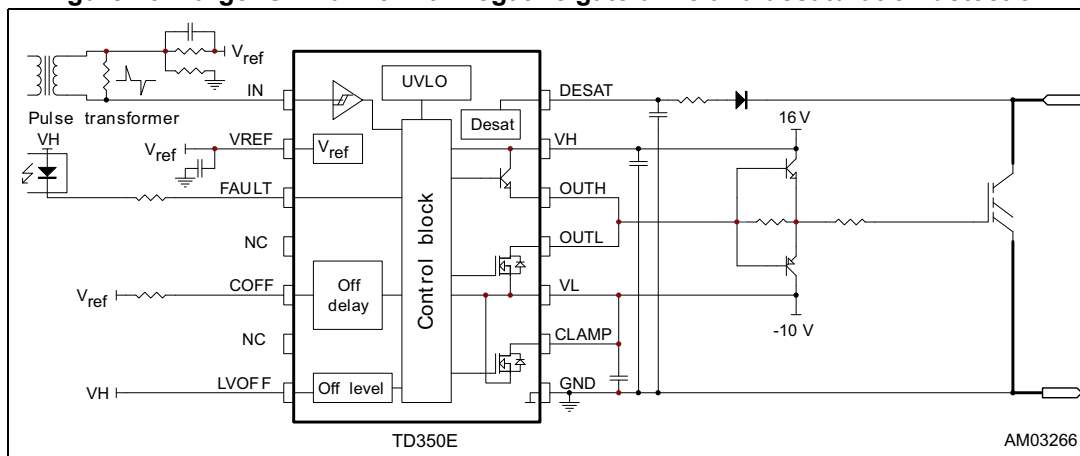 Vref
IN
Pulse transformer
VH
Vref
VREF
Vref
FAULT
NC
Vref
COFF
Off
delay
NC
VH
LVOFF
Off level
UVLO
Control block
Desat
DESAT
VH
OUTH
OUTL
VL
CLAMP
GND
16V
-10 V
TD350E
AM03266